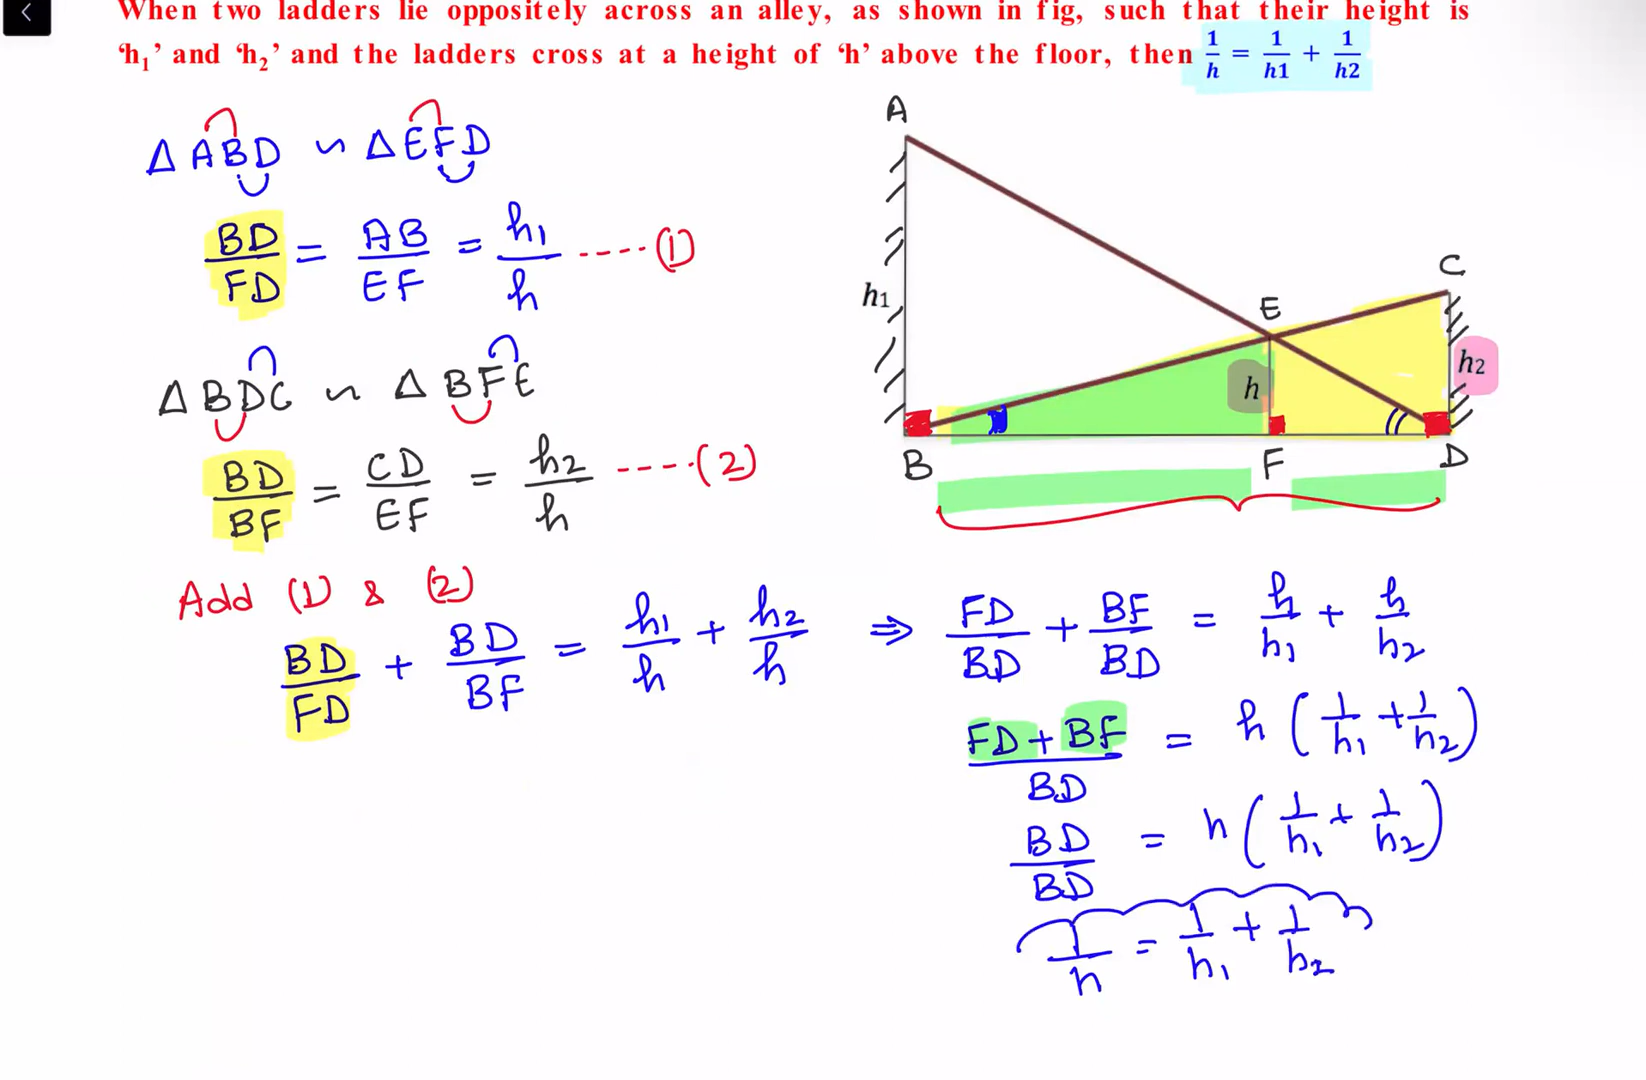 When two ladders lie oppositely across an alley, as shown in fig, such that their height is
‘h₁’ and ‘h₂’ and the ladders cross at a height of ‘h’ above the floor, then 1/h = 1/h1 + 1/h2
Δ ABD ∽ Δ EFD
BD/FD = AB/EF = h₁/h ----(1)
Δ BDC ∽ Δ BFE
BD/BF = CD/EF = h₂/h ----(2)
Add (1) & (2)
BD/FD + BD/BF = h₁/h + h₂/h
A
C
E
h1
h
h2
B
F
D
⇒ FD/BD + BF/BD = h/h₁ + h/h₂
FD + BF/BD = h (1/h₁ + 1/h₂)
BD/BD = h (1/h₁ + 1/h₂)
1/h = 1/h₁ + 1/h₂